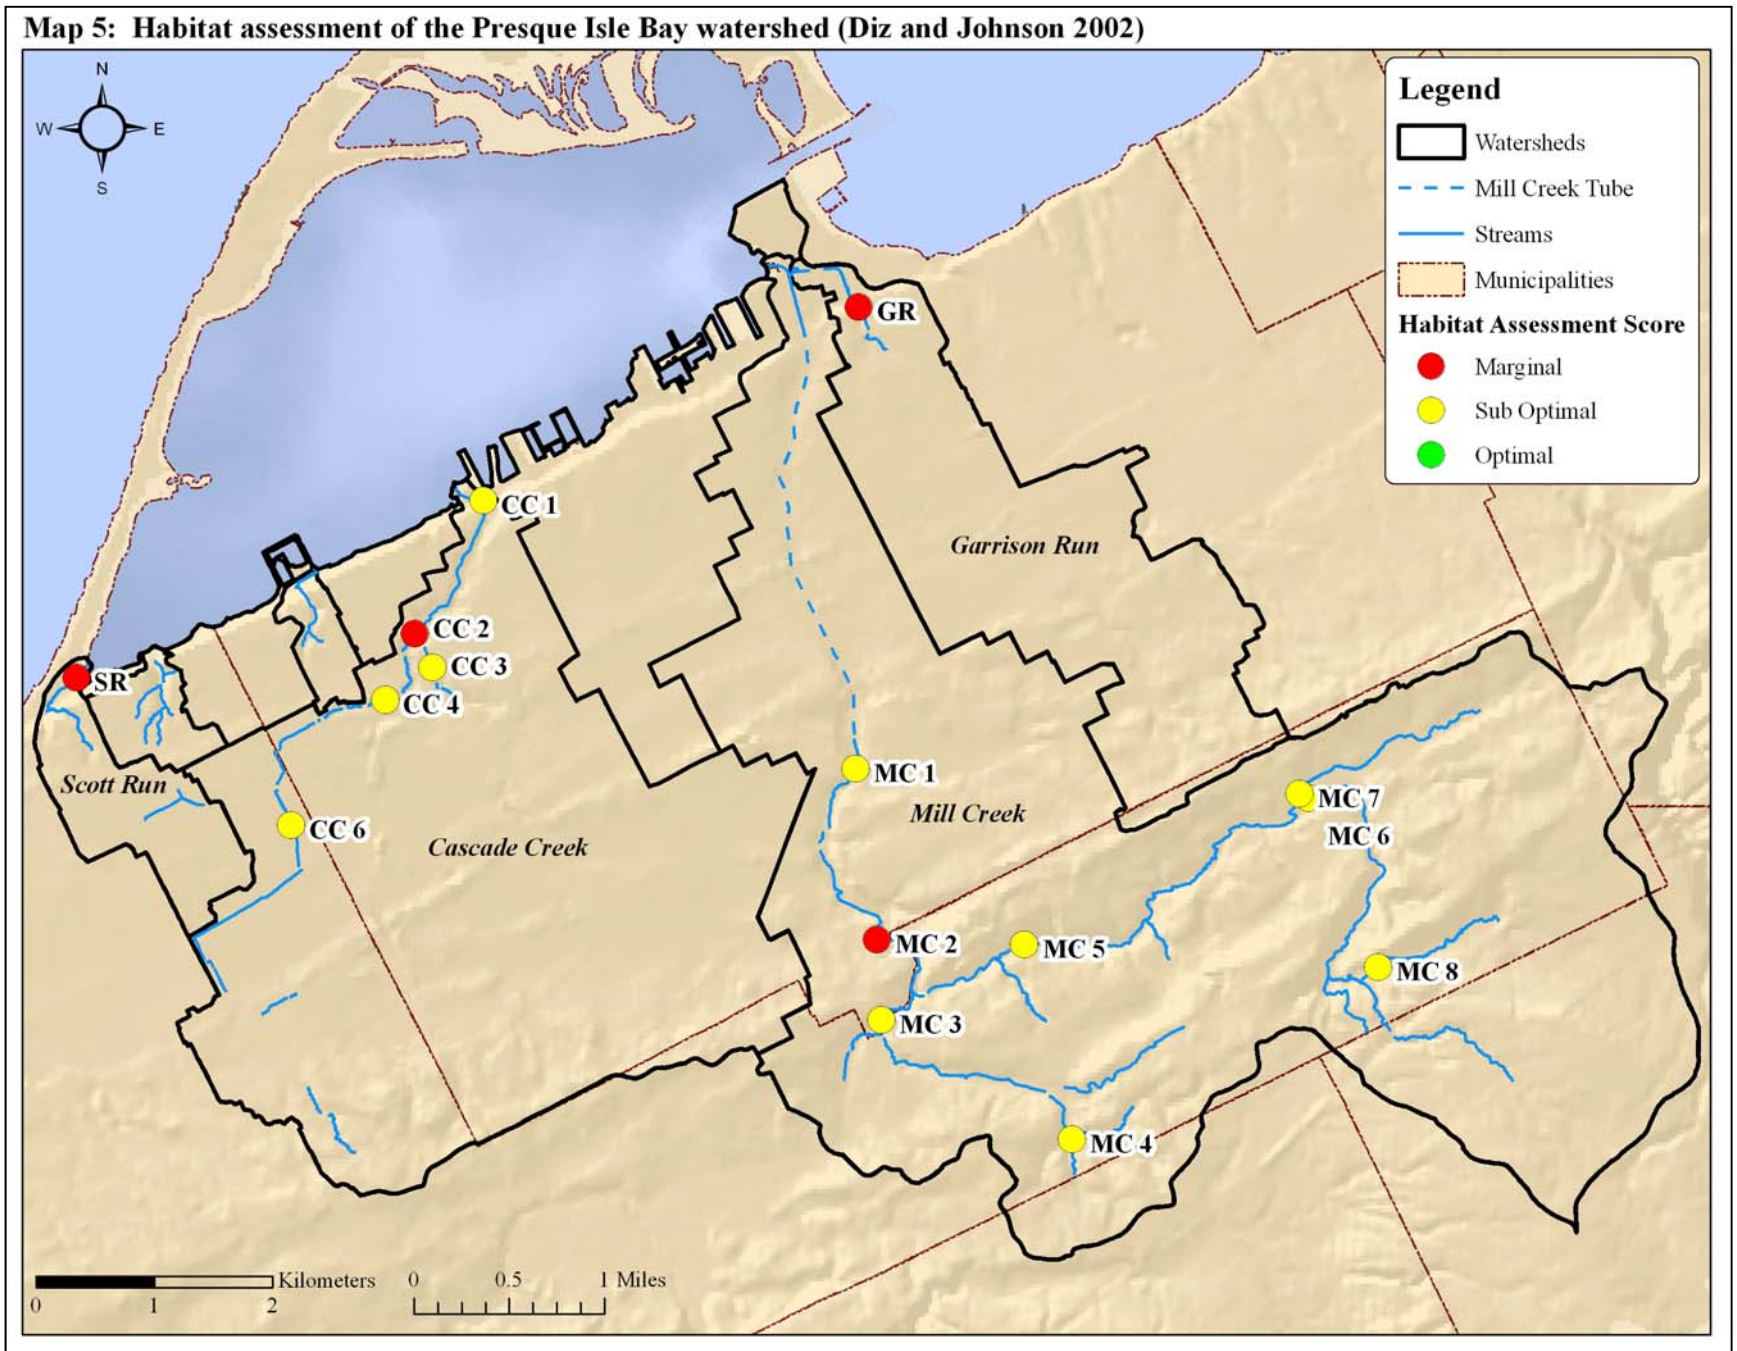 Map 5: Habitat assessment of the Presque Isle Bay watershed (Diz and Johnson 2002)
N
W E
S
Legend
Watersheds
Mill Creek Tube
Streams
Municipalities
Habitat Assessment Score
Marginal
Sub Optimal
Optimal
GR
CC 1
Garrison Run
CC 2
CC 3
SR
CC 4
Scott Run
MC 1
MC 7
Mill Creek
CC 6
MC 6
Cascade Creek
MC 2
MC 5
MC 8
MC 3
MC 4
Kilometers
0 1 2
0 0.5 1 Miles